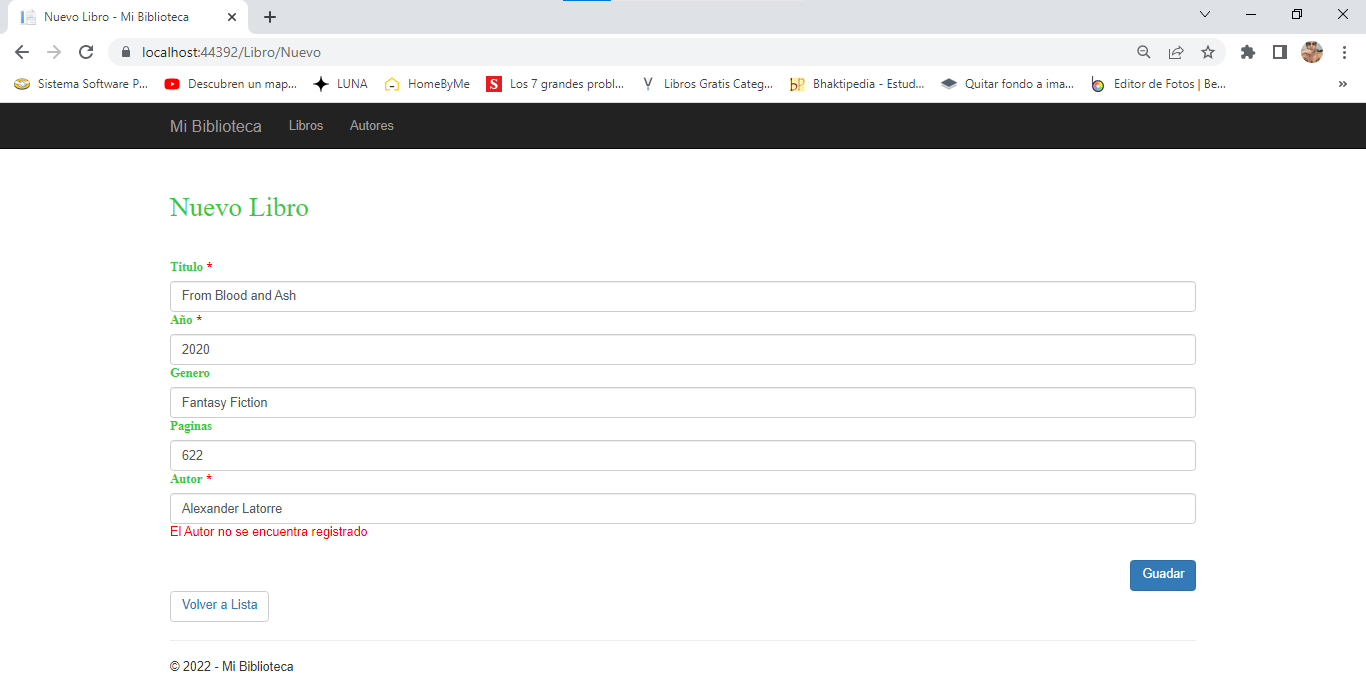 Nuevo Libro - Mi Biblioteca
localhost:44392/Libro/Nuevo
Sistema Software P... Descubren un map... LUNA HomeByMe S Los 7 grandes probl... Y Libros Gratis Categ... bp Bhaktipedia - Estud... Quitar fondo a ima... Editor de Fotos | Be... »
Mi Biblioteca Libros Autores
Nuevo Libro
Titulo *
From Blood and Ash
Año *
2020
Genero
Fantasy Fiction
Paginas
622
Autor *
Alexander Latorre
El Autor no se encuentra registrado
Guadar
Volver a Lista
© 2022 - Mi Biblioteca